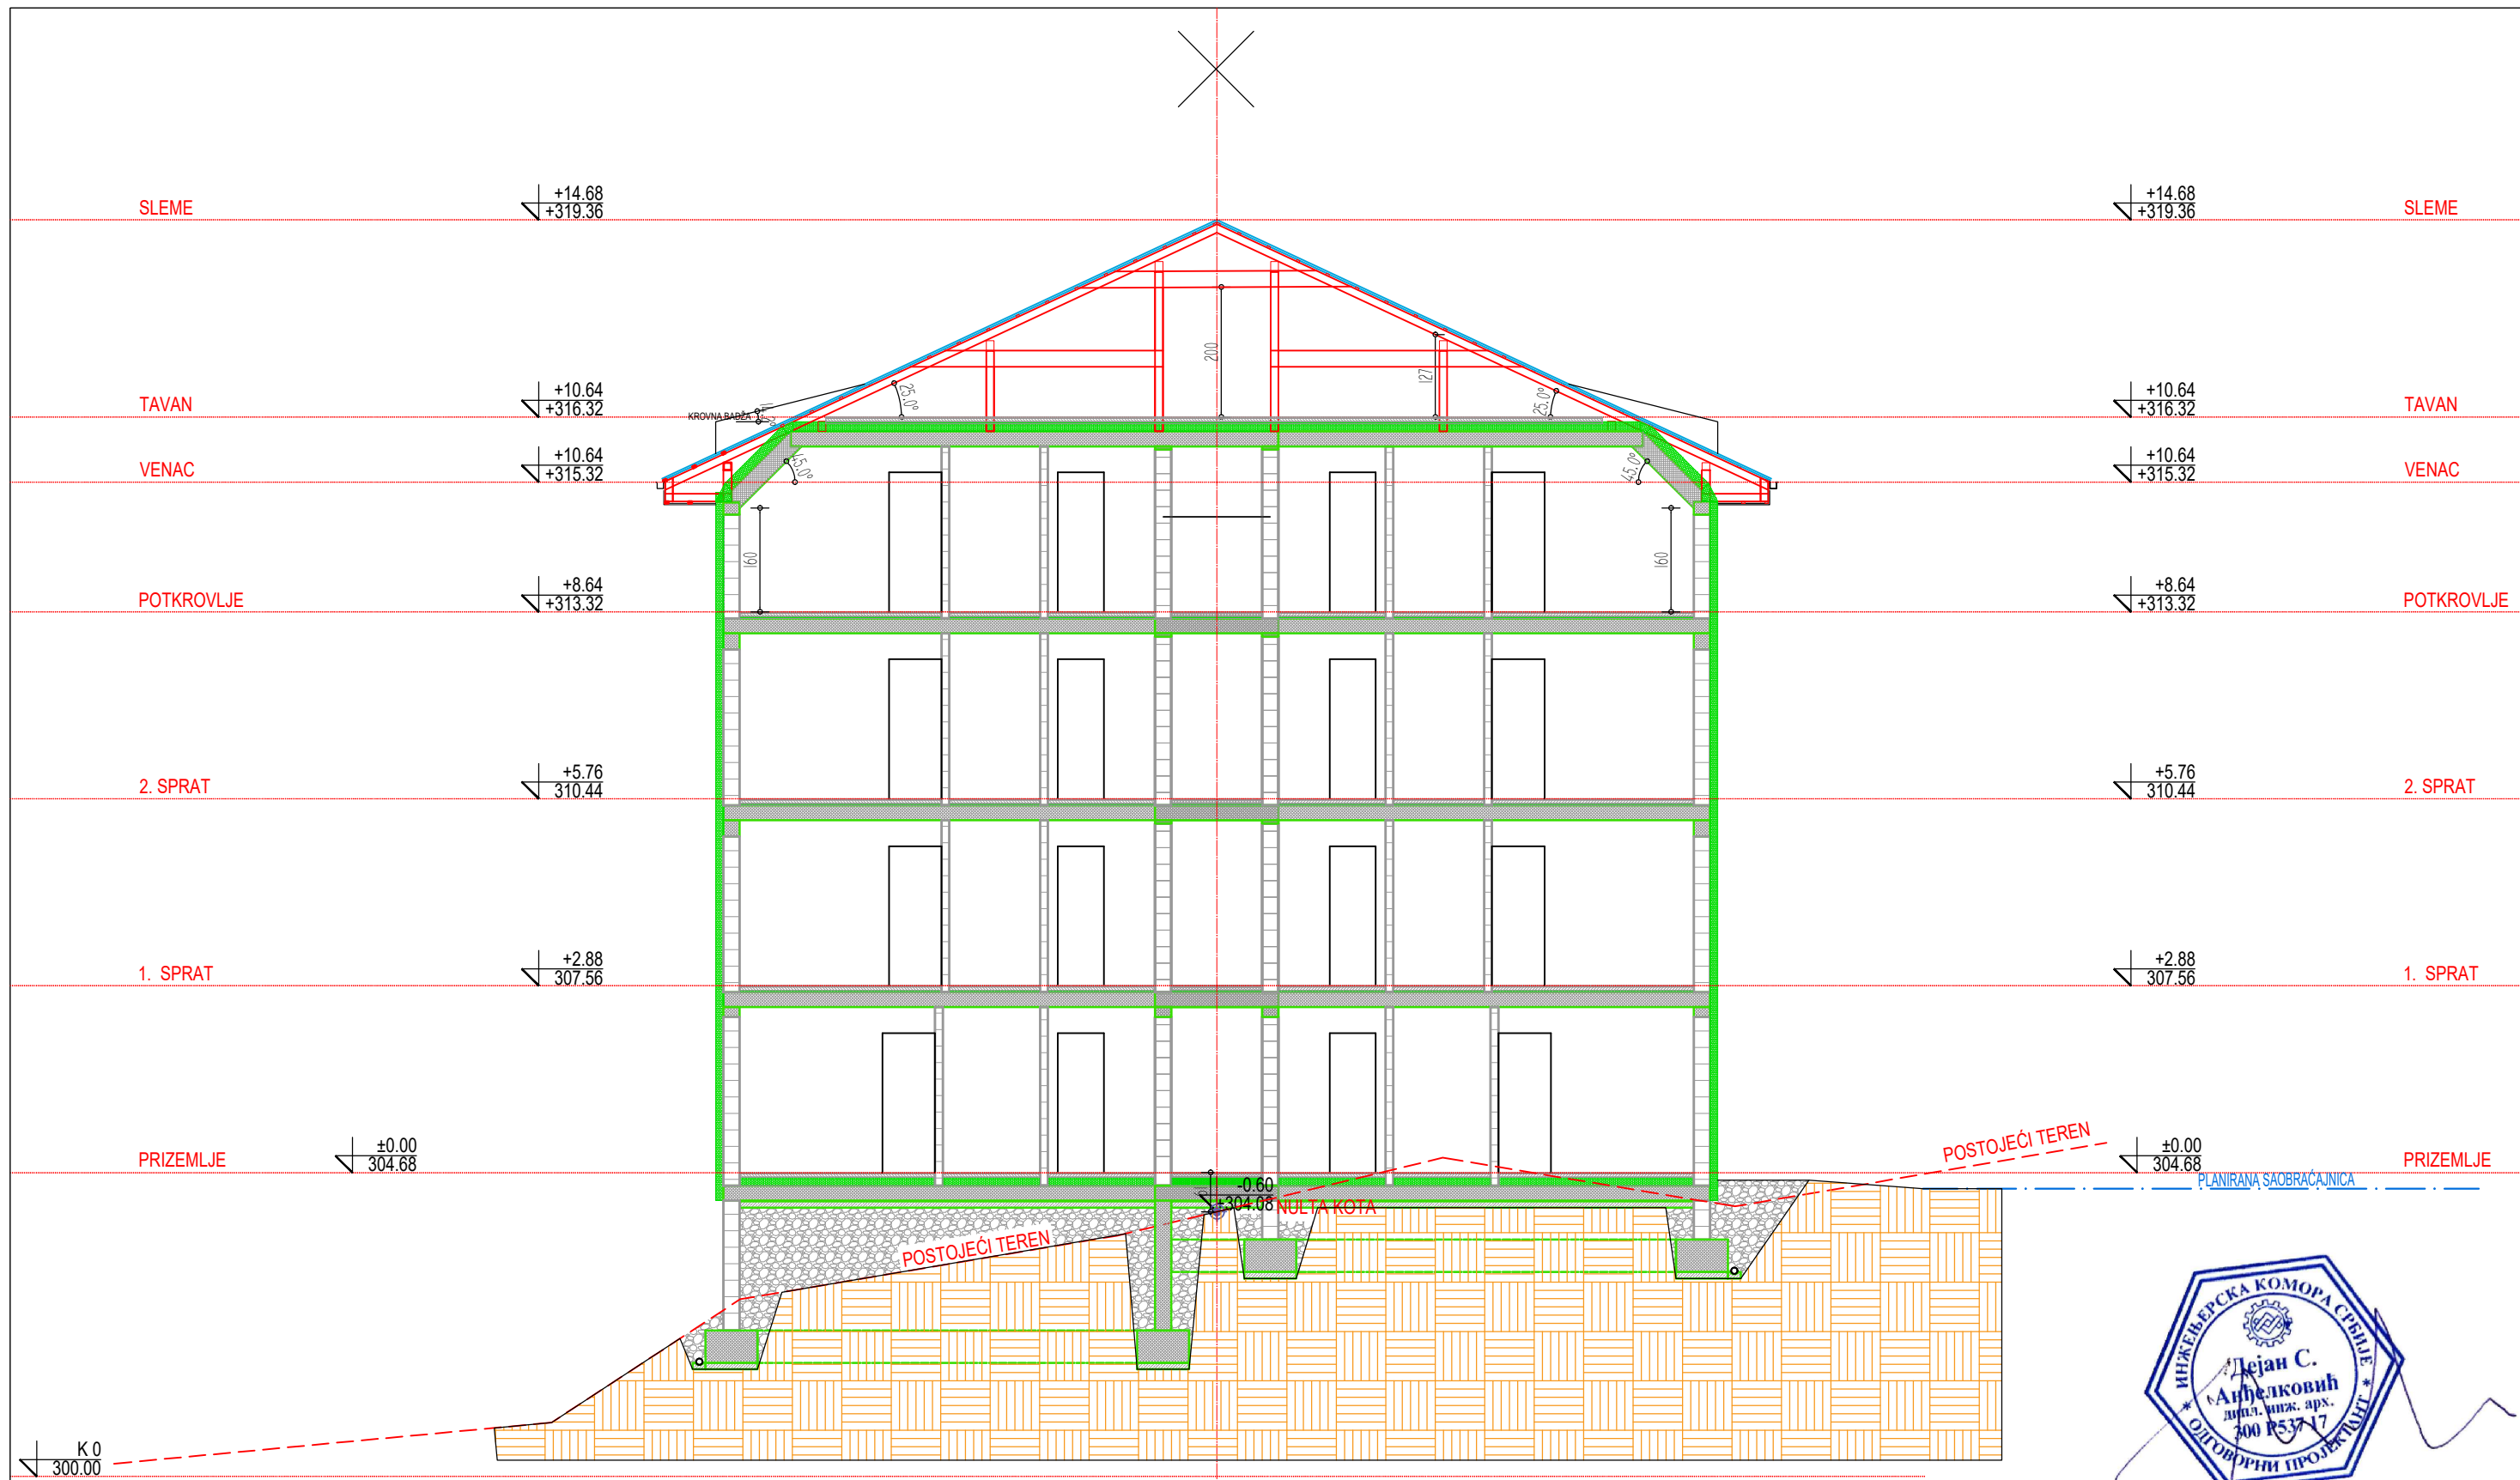 +14.68
SLEME
+319.36
+14.68
+319.36
SLEME
200
127
+10.64
TAVAN
+316.32
KROVNA BADŽA
25.0°
25.0°
+10.64
+316.32
TAVAN
+10.64
VENAC
+315.32
45.0°
45.0°
+10.64
+315.32
VENAC
160
160
+8.64
POTKROVLJE
+313.32
+8.64
+313.32
POTKROVLJE
+5.76
2. SPRAT
310.44
+5.76
310.44
2. SPRAT
+2.88
1. SPRAT
307.56
+2.88
307.56
1. SPRAT
±0.00
PRIZEMLJE
304.68
POSTOJEĆI TEREN
±0.00
304.68
PRIZEMLJE
PLANIRANA SAOBRAĆAJNICA
-0.60
+304.08
NULTA KOTA
POSTOJEĆI TEREN
K 0
300.00
ИНЖЕЊЕРСКА КОМОРА СРБИЈЕ
Дејан С.
Анђелковић
дипл. инж. арх.
300 P537 17
* ОДГОВОРНИ ПРОЈЕКТАНТ *